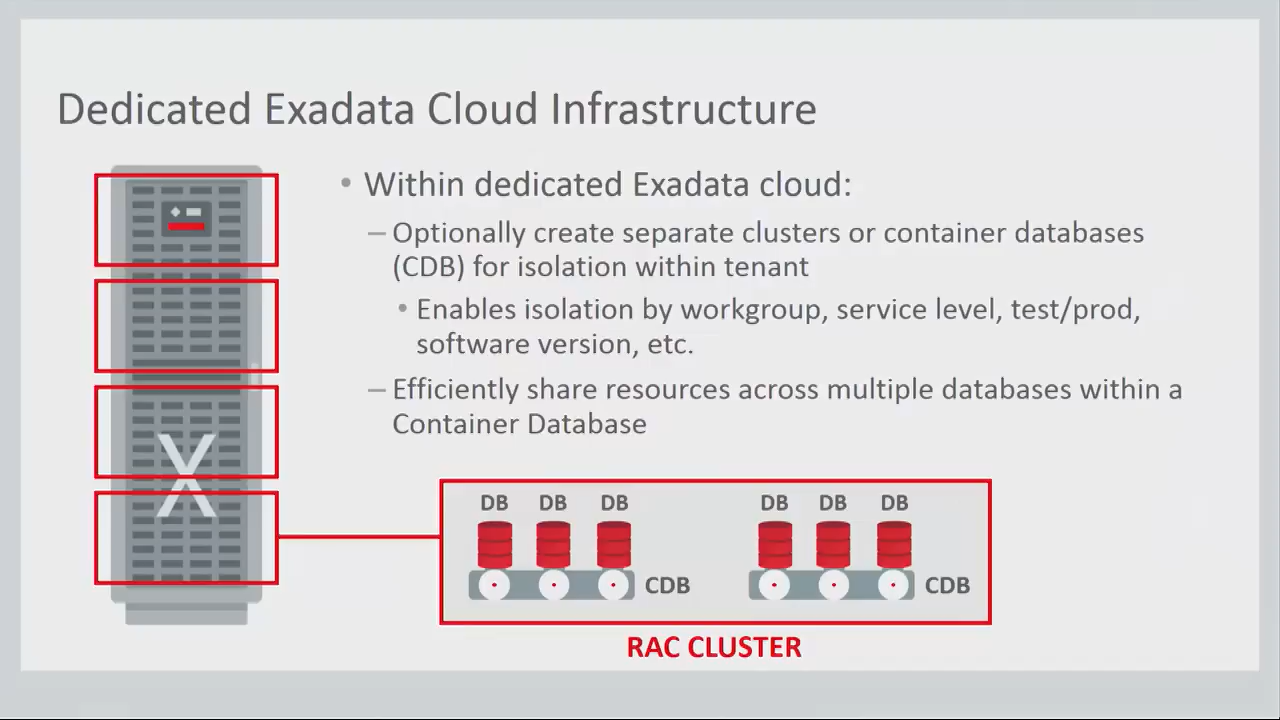 Dedicated Exadata Cloud Infrastructure
• Within dedicated Exadata cloud:
– Optionally create separate clusters or container databases
(CDB) for isolation within tenant
• Enables isolation by workgroup, service level, test/prod,
software version, etc.
– Efficiently share resources across multiple databases within a
Container Database
X
DB DB DB DB DB DB
CDB CDB
RAC CLUSTER